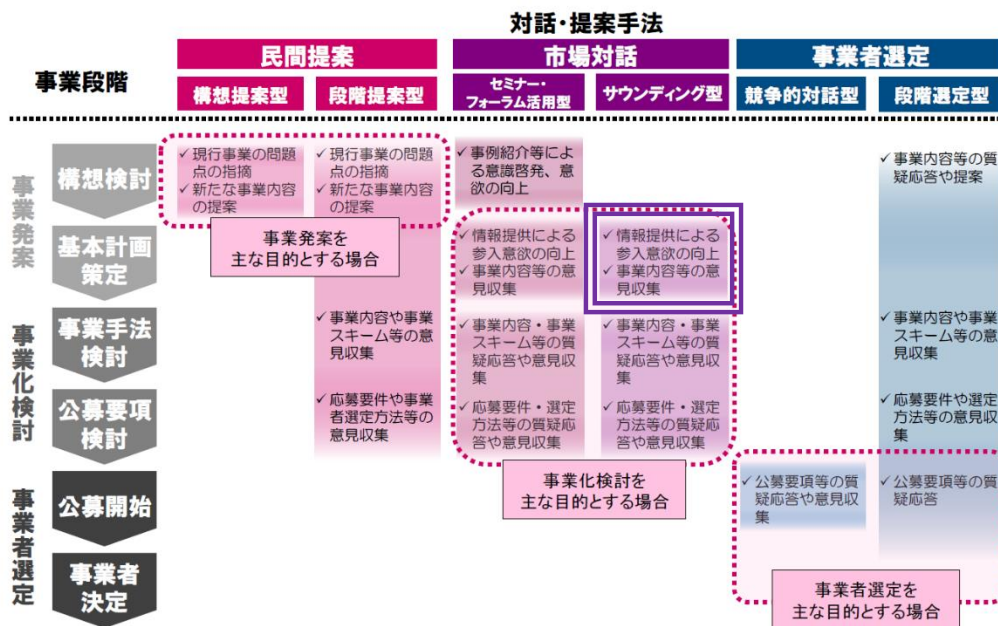 対話・提案手法
事業段階
民間提案
市場対話
事業者選定
構想提案型
段階提案型
セミナー・
フォーラム活用型
サウンディング型
競争的対話型
段階選定型
事業発案
構想検討
✓現行事業の問題
点の指摘
✓新たな事業内容
の提案
✓現行事業の問題
点の指摘
✓新たな事業内容
の提案
✓事例紹介等によ
る意識啓発、意
欲の向上
✓事業内容等の質
疑応答や提案
事業発案を
主な目的とする場合
基本計画
策定
✓情報提供による
参入意欲の向上
✓事業内容等の意
見収集
✓情報提供による
参入意欲の向上
✓事業内容等の意
見収集
事業化検討
事業手法
検討
✓事業内容や事業
スキーム等の意
見収集
✓事業内容・事業
スキーム等の質
疑応答や意見収
集
✓事業内容・事業
スキーム等の質
疑応答や意見収
集
✓事業内容や事業
スキーム等の意
見収集
公募要項
検討
✓応募要件や事業
者選定方法等の
意見収集
✓応募要件・選定
方法等の質疑応
答や意見収集
✓応募要件・選定
方法等の質疑応
答や意見収集
✓応募要件や選定
方法等の意見収
集
事業化検討を
主な目的とする場合
事業者選定
公募開始
✓公募要項等の質
疑応答や意見収
集
✓公募要項等の質
疑応答
事業者
決定
事業者選定を
主な目的とする場合